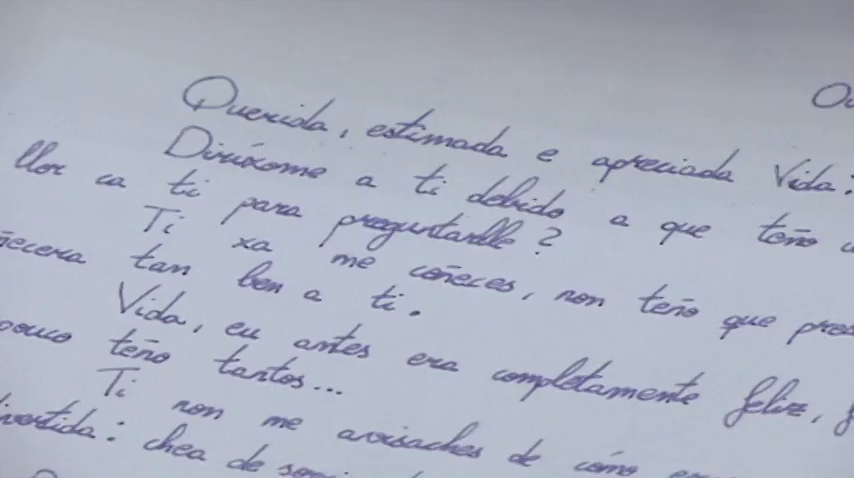 Querida, estimada e apreciada Vida:
Diríxome a ti debido a que teño
llor ca ti para preguntarlle?
Ti xa me coñeces, non teño que
ñecera tan ben a ti.
Vida, eu antes era completamente feliz,
pouco teño tantos...
Ti non me avisaches de cómo
ivertida: chea de